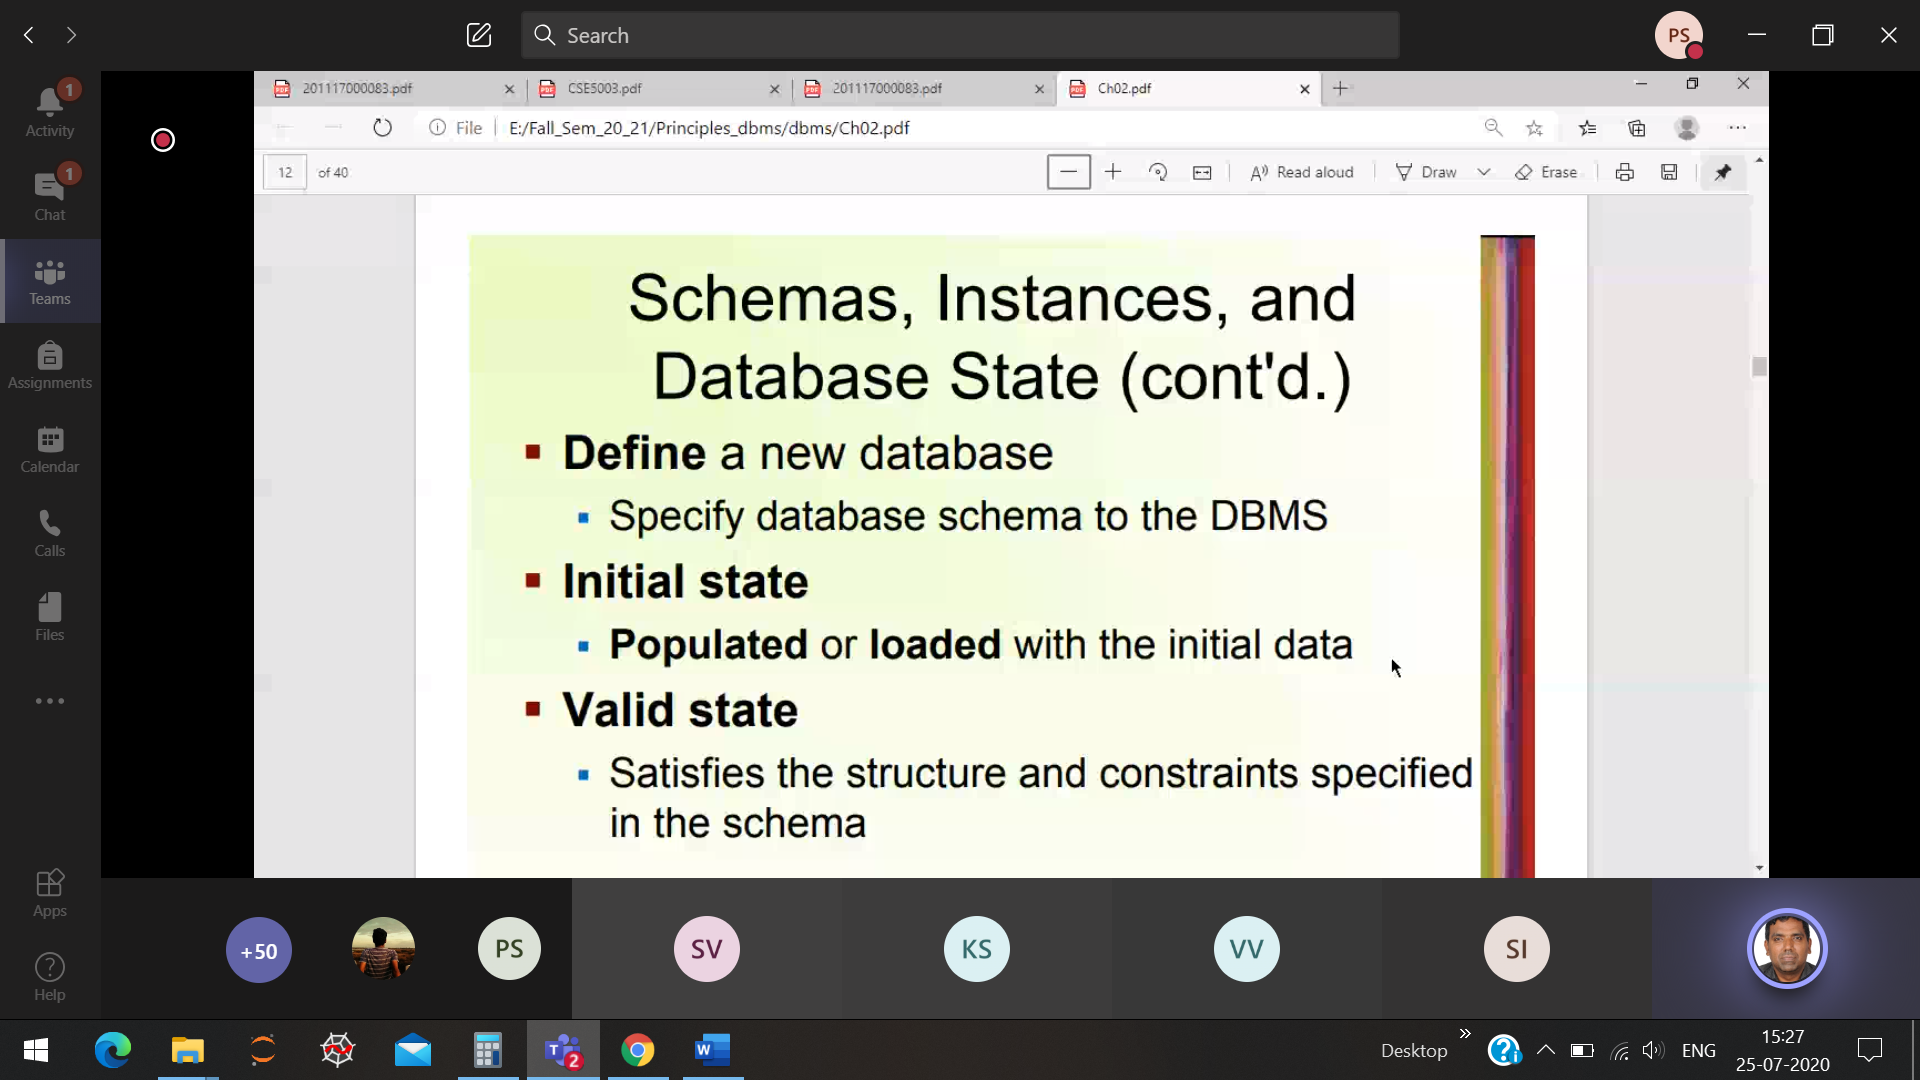 Search
PS
Activity
1
Chat
1
Teams
Assignments
Calendar
Calls
Files
Apps
Help
201117000083.pdf
CSE5003.pdf
201117000083.pdf
Ch02.pdf
File
E:/Fall_Sem_20_21/Principles_dbms/dbms/Ch02.pdf
12 of 40
Read aloud
Draw
Erase
Schemas, Instances, and
Database State (cont'd.)
Define a new database
Specify database schema to the DBMS
Initial state
Populated or loaded with the initial data
Valid state
Satisfies the structure and constraints specified
in the schema
+50
PS
SV
KS
VV
SI
2
Desktop
ENG
15:27
25-07-2020